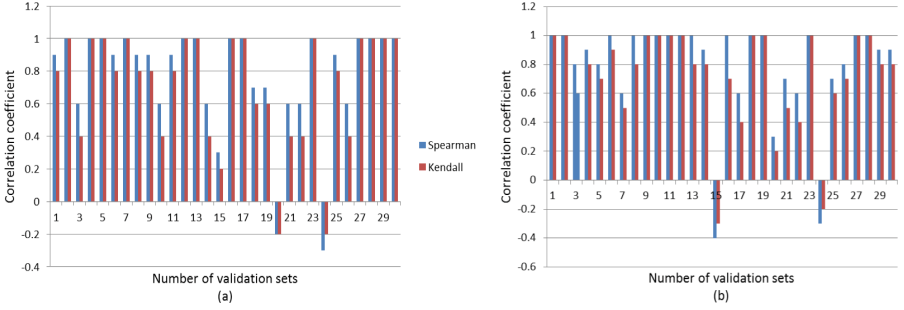 1.2
1
0.8
0.6
0.4
0.2
0
-0.2
-0.4
Correlation coefficient
1 3 5 7 9 11 13 15 17 19 21 23 25 27 29
Number of validation sets
(a)
Spearman
Kendall
1.2
1
0.8
0.6
0.4
0.2
0
-0.2
-0.4
-0.6
Correlation coefficient
1 3 5 7 9 11 13 15 17 19 21 23 25 27 29
Number of validation sets
(b)